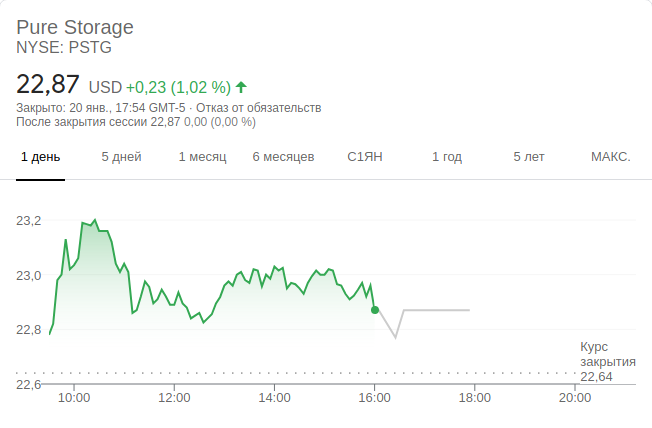 Pure Storage
NYSE: PSTG
22,87 USD +0,23 (1,02 %)
Закрыто: 20 янв., 17:54 GMT-5 · Отказ от обязательств
После закрытия сессии 22,87 0,00 (0,00 %)
1 день 5 дней 1 месяц 6 месяцев С1ЯН 1 год 5 лет МАКС.
23,2
23,0
22,8
Курс
закрытия
22,64
22,6
10:00 12:00 14:00 16:00 18:00 20:00